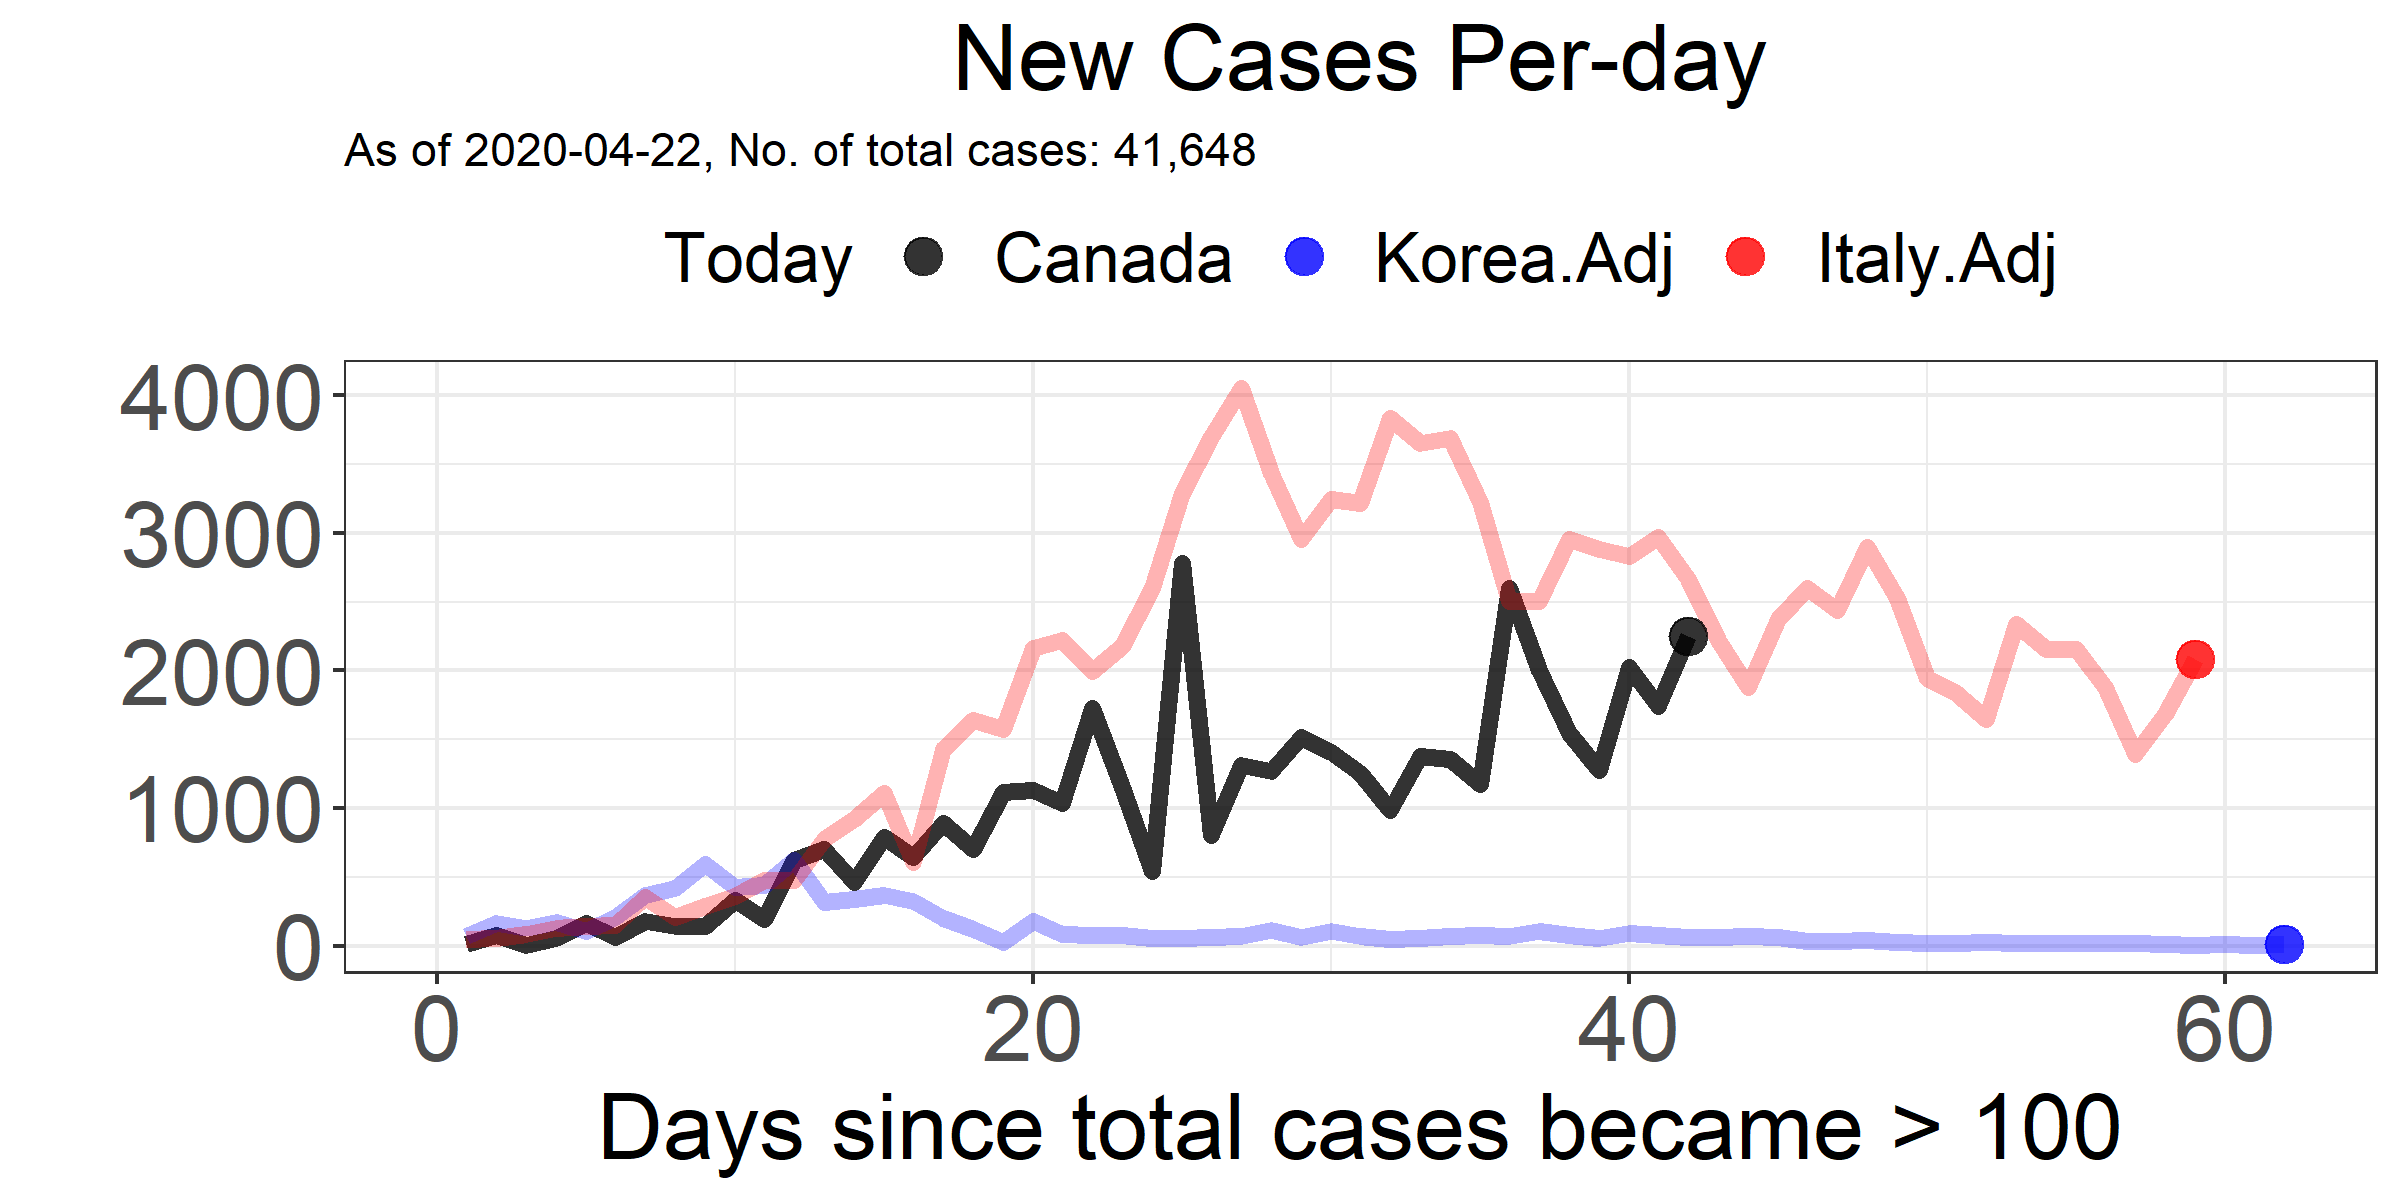 New Cases Per-day
As of 2020-04-22, No. of total cases: 41,648
Today Canada Korea.Adj Italy.Adj
4000
3000
2000
1000
0
0 20 40 60
Days since total cases became > 100